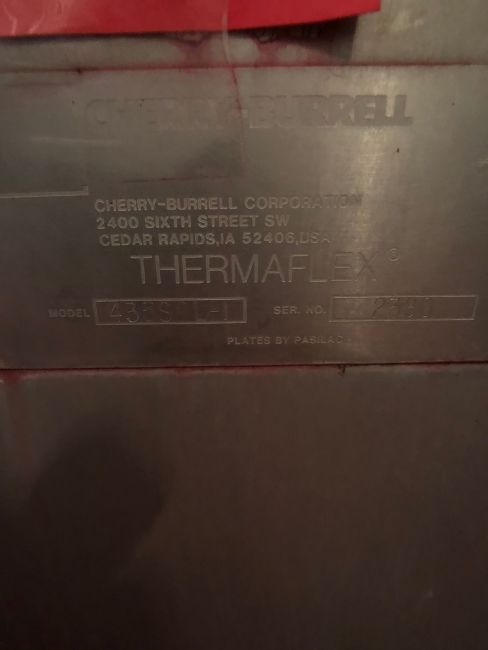 CHERRY-BURRELL
CHERRY-BURRELL CORPORATION
2400 SIXTH STREET SW
CEDAR RAPIDS, IA 52406, USA
THERMAFLEX®
MODEL
SER. NO.
PLATES BY PASILAC